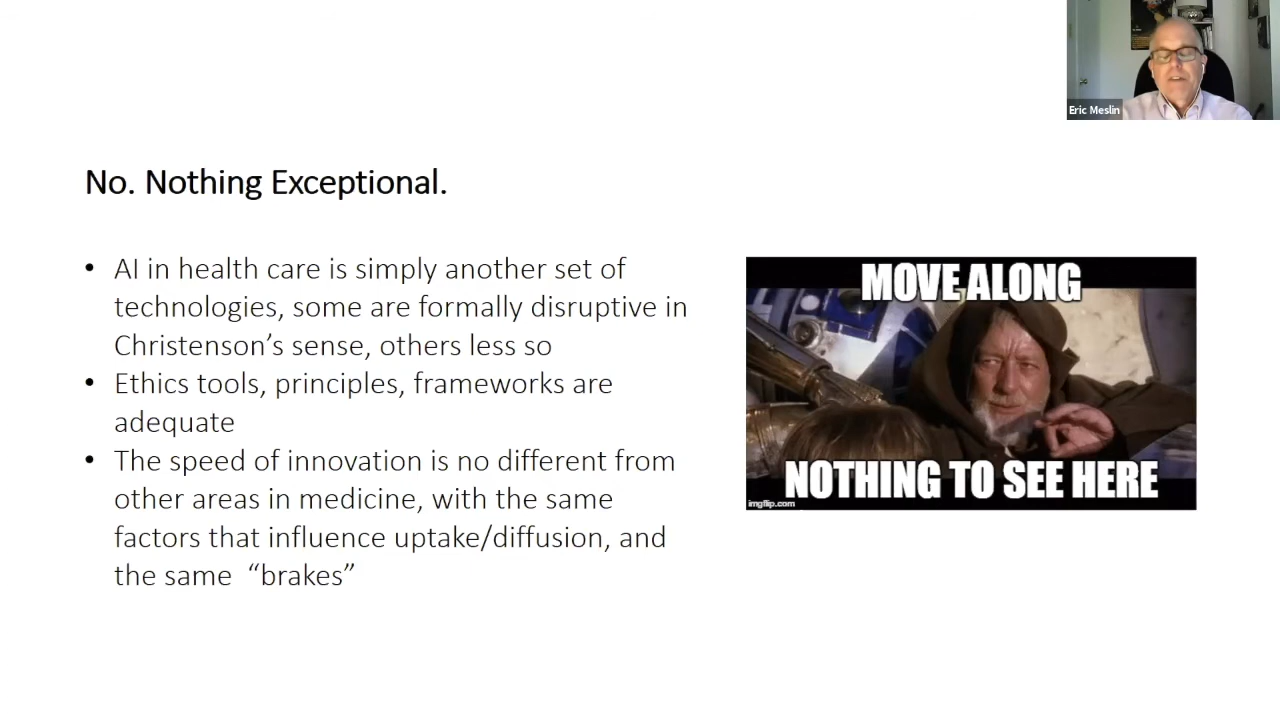 Eric Meslin
No. Nothing Exceptional.
• AI in health care is simply another set of
technologies, some are formally disruptive in
Christenson’s sense, others less so
• Ethics tools, principles, frameworks are
adequate
• The speed of innovation is no different from
other areas in medicine, with the same
factors that influence uptake/diffusion, and
the same “brakes”
MOVE ALONG
NOTHING TO SEE HERE
imgflip.com